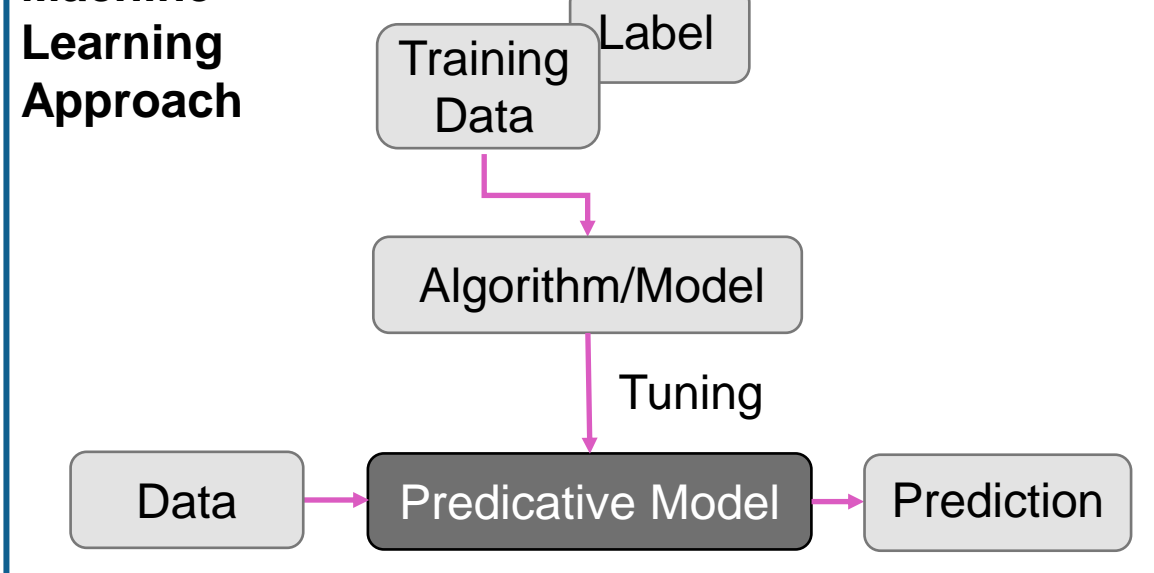 Learning
Approach
Label
Training
Data
Algorithm/Model
Tuning
Data
Predicative Model
Prediction